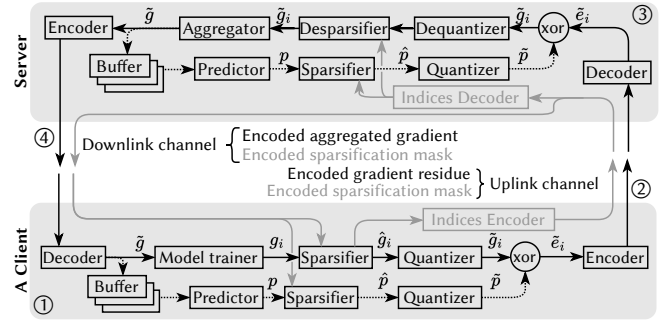 Server
Encoder
g̃
Aggregator
g̃ᵢ
Desparsifier
g̃ᵢ
Dequantizer
g̃ᵢ
xor
ẽᵢ
③
Buffer
Predictor
p
Sparsifier
p̂
Quantizer
p̃
Decoder
Indices Decoder
④
Downlink channel
Encoded aggregated gradient
Encoded sparsification mask
Encoded gradient residue
Encoded sparsification mask
Uplink channel
②
A Client
Indices Encoder
Decoder
g̃
Model trainer
gᵢ
Sparsifier
ĝᵢ
Quantizer
g̃ᵢ
xor
ẽᵢ
Encoder
Buffer
Predictor
p
Sparsifier
p̂
Quantizer
p̃
①